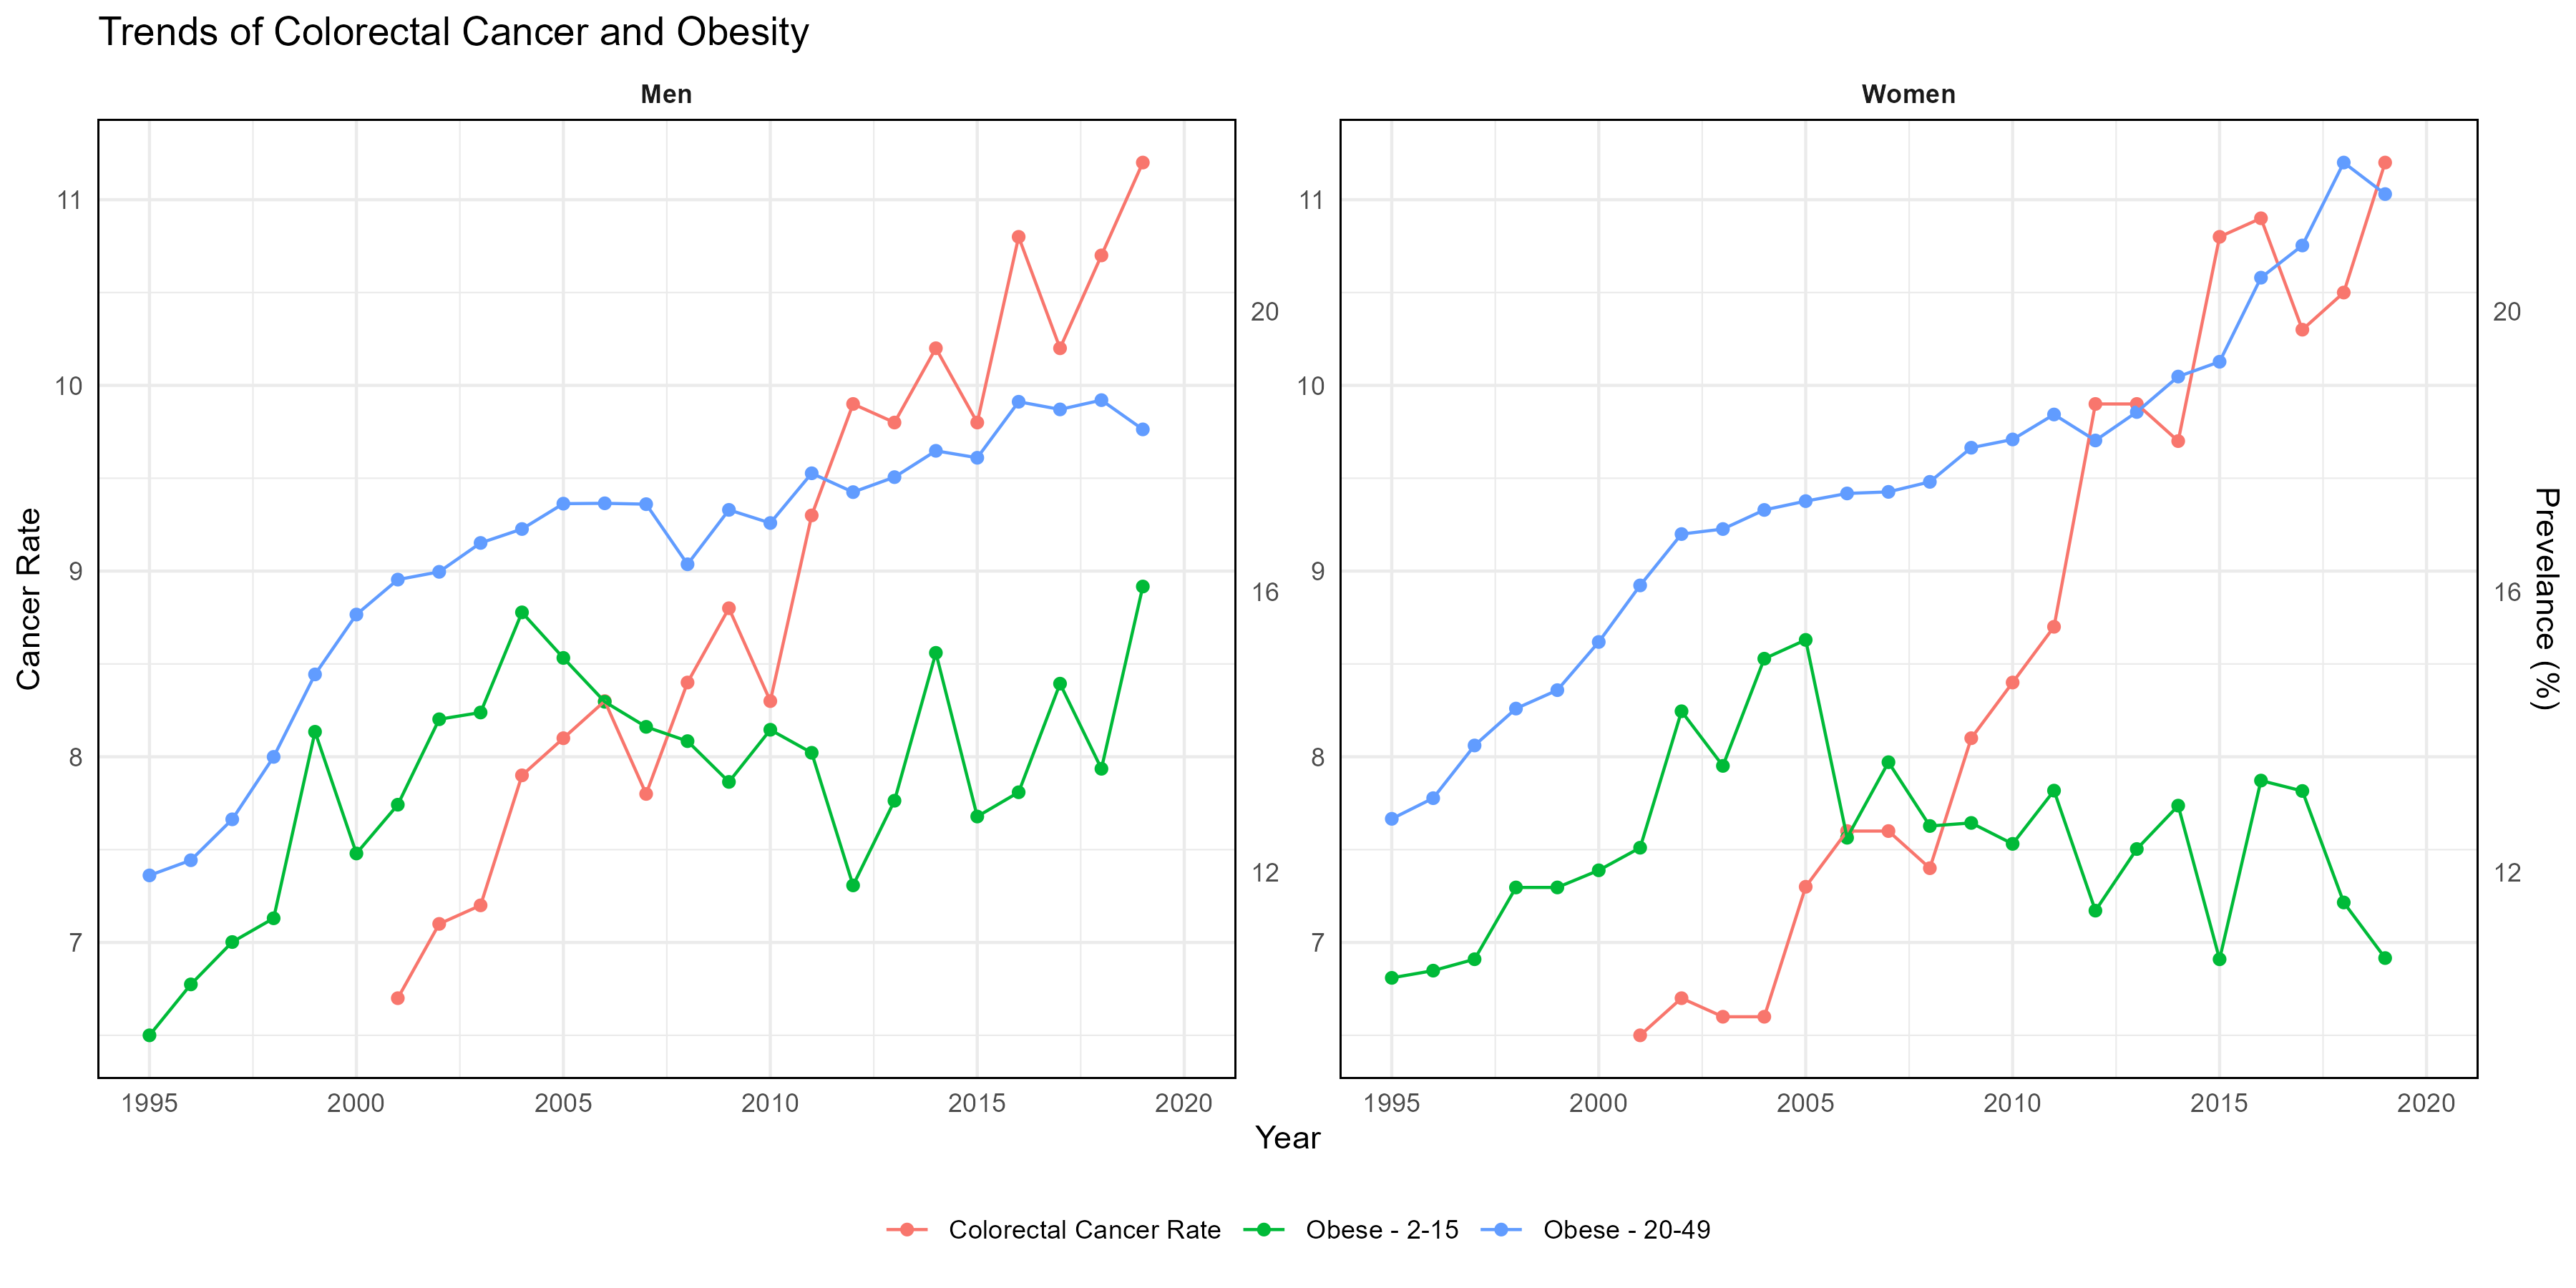 Trends of Colorectal Cancer and Obesity
Men
Women
Cancer Rate
11
10
9
8
7
20
16
12
11
10
9
8
7
20
16
12
Prevelance (%)
1995 2000 2005 2010 2015 2020
1995 2000 2005 2010 2015 2020
Year
Colorectal Cancer Rate Obese - 2-15 Obese - 20-49